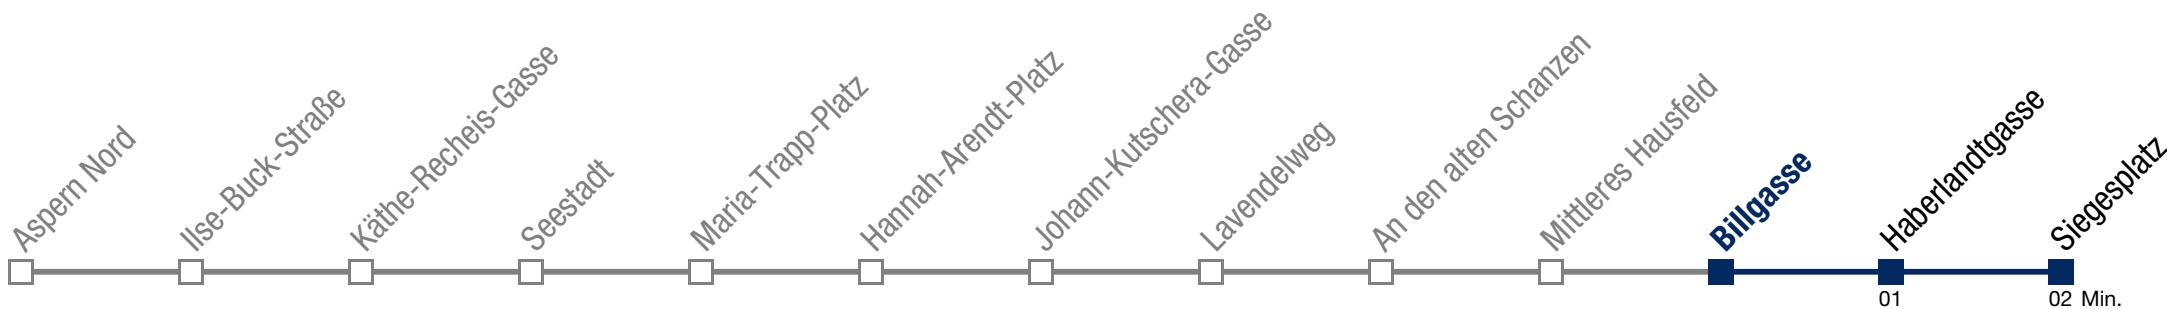 Aspern Nord
Ilse-Buck-Straße
Käthe-Recheis-Gasse
Seestadt
Maria-Trapp-Platz
Hannah-Arendt-Platz
Johann-Kutschera-Gasse
Lavendelweg
An den alten Schanzen
Mittleres Hausfeld
Billgasse
Haberlandtgasse
Siegesplatz
01
02 Min.